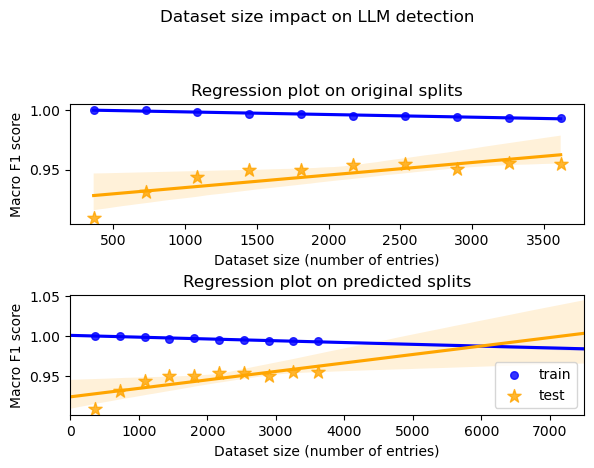 Dataset size impact on LLM detection
Regression plot on original splits
Macro F1 score
1.00
0.95
500 1000 1500 2000 2500 3000 3500
Dataset size (number of entries)
Regression plot on predicted splits
Macro F1 score
1.05
1.00
0.95
train
test
0 1000 2000 3000 4000 5000 6000 7000
Dataset size (number of entries)